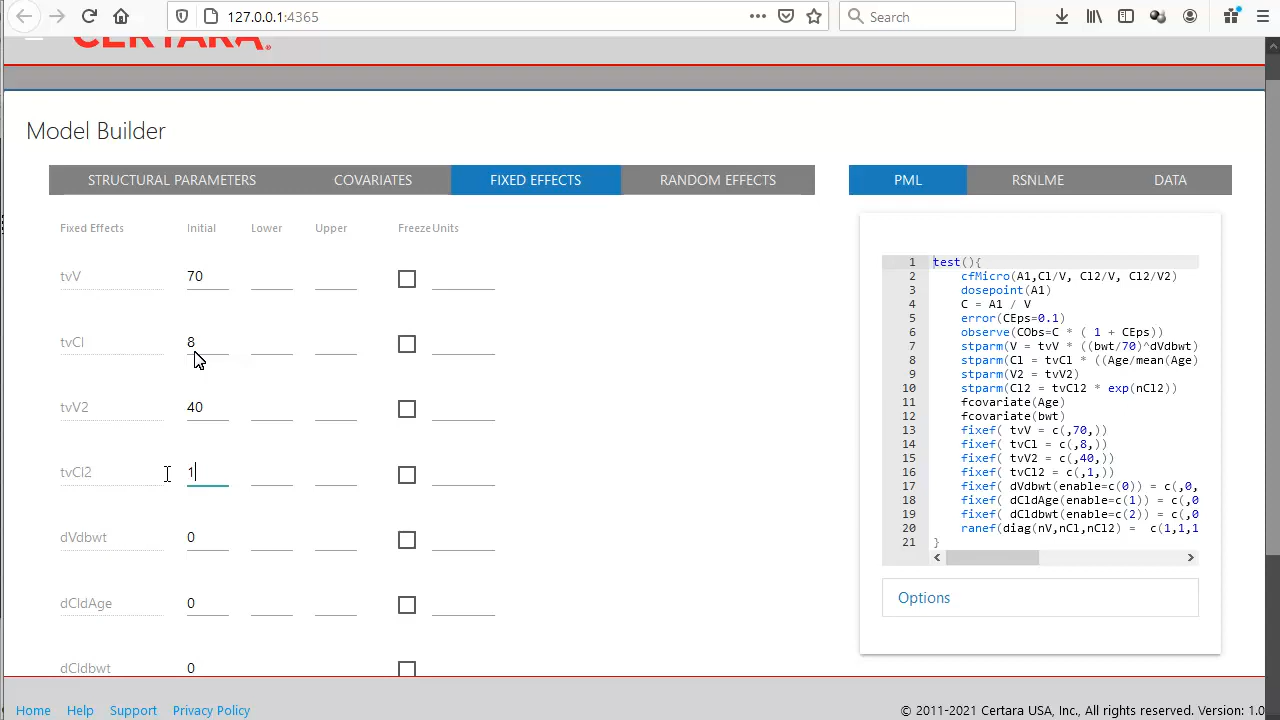 127.0.0.1:4365
Search
CERTARA
Model Builder
STRUCTURAL PARAMETERS COVARIATES FIXED EFFECTS RANDOM EFFECTS
PML RSNLME DATA
Fixed Effects Initial Lower Upper Freeze Units
tvV 70
tvCl 8
tvV2 40
tvCl2 1
dVdbwt 0
dCldAge 0
dCldbwt 0
1 test(){
2 cfMicro(A1,Cl/V, Cl2/V, Cl2/V2)
3 dosepoint(A1)
4 C = A1 / V
5 error(CEps=0.1)
6 observe(CObs=C * ( 1 + CEps))
7 stparm(V = tvV * ((bwt/70)^dVdbwt)
8 stparm(Cl = tvCl * ((Age/mean(Age)
9 stparm(V2 = tvV2)
10 stparm(Cl2 = tvCl2 * exp(nCl2))
11 fcovariate(Age)
12 fcovariate(bwt)
13 fixef( tvV = c(,70,))
14 fixef( tvCl = c(,8,))
15 fixef( tvV2 = c(,40,))
16 fixef( tvCl2 = c(,1,))
17 fixef( dVdbwt(enable=c(0)) = c(,0,
18 fixef( dCldAge(enable=c(1)) = c(,0
19 fixef( dCldbwt(enable=c(2)) = c(,0
20 ranef(diag(nV,nCl,nCl2) = c(1,1,1
21 }
Options
Home Help Support Privacy Policy
© 2011-2021 Certara USA, Inc., All rights reserved. Version: 1.0